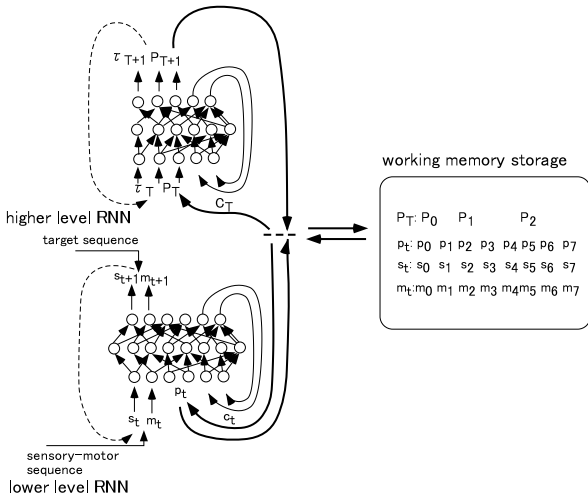 τ T+1 P T+1
τ T P T
C T
higher level RNN
target sequence
s t+1 m t+1
p t
s t m t
c t
sensory-motor
sequence
lower level RNN
working memory storage
P T: P 0 P 1 P 2
p t: p 0 p 1 p 2 p 3 p 4 p 5 p 6 p 7
s t: s 0 s 1 s 2 s 3 s 4 s 5 s 6 s 7
m t: m 0 m 1 m 2 m 3 m 4 m 5 m 6 m 7